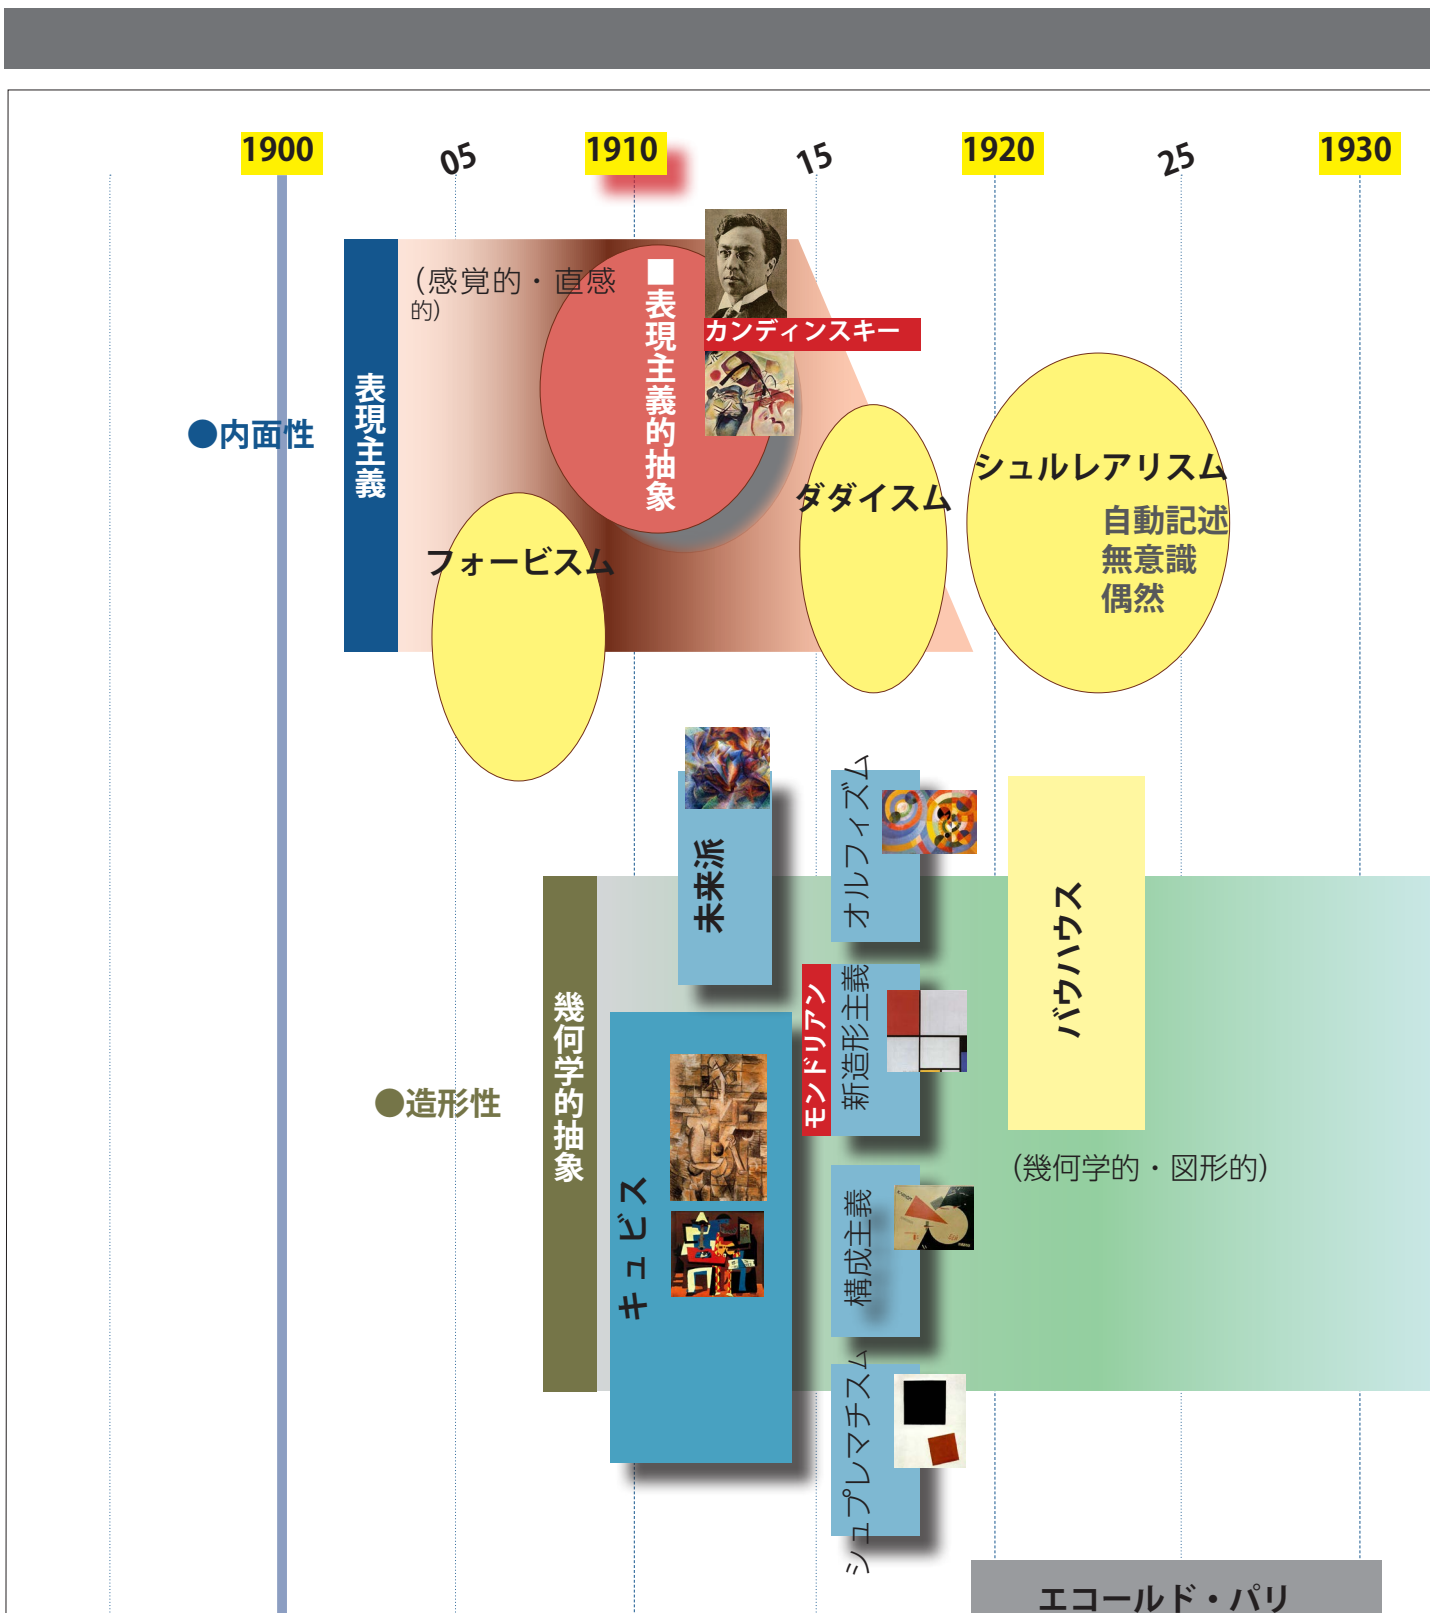 1900
05
1910
15
1920
25
1930
(感覚的・直感
的)
■表現主義的抽象
カンディンスキー
表現主義
●内面性
フォービスム
ダダイスム
シュルレアリスム
自動記述
無意識
偶然
未来派
オルフィズム
バウハウス
幾何学的抽象
●造形性
モンドリアン
新造形主義
キュビス
(幾何学的・図形的)
構成主義
シュプレマチスム
エコールド・パリ